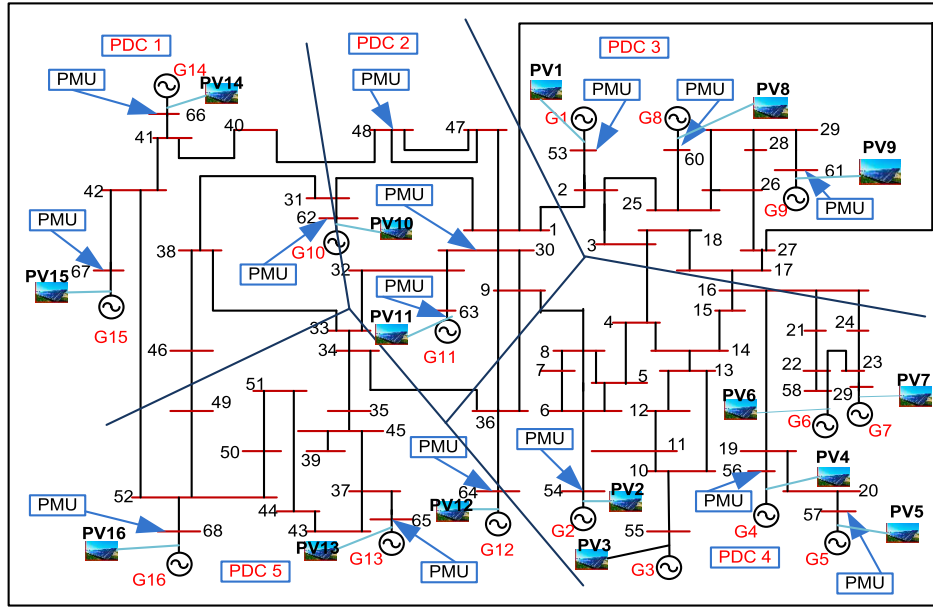 PDC 1
PDC 2
PDC 3
G14
PMU
PV14
66
41
40
PMU
48
47
PV1
PMU
G1
53
G8
PMU
PV8
60
29
28
PV9
61
26
G9
PMU
42
31
62
PV10
G10
PMU
PMU
2
25
1
30
3
18
27
17
38
32
PMU
67
PV15
G15
PMU
63
PV11
G11
9
16
15
4
14
21
24
33
34
46
8
7
5
13
22
23
58
29
PV7
PV6
G6
G7
51
49
35
36
6
12
45
50
39
11
10
PMU
19
56
PV4
52
44
37
64
PV12
PMU
54
PV2
PMU
20
57
PV5
PMU
68
PV16
43
PV13
65
G13
G12
G2
55
G4
G5
PV3
G3
G16
PDC 5
PMU
PDC 4
PMU